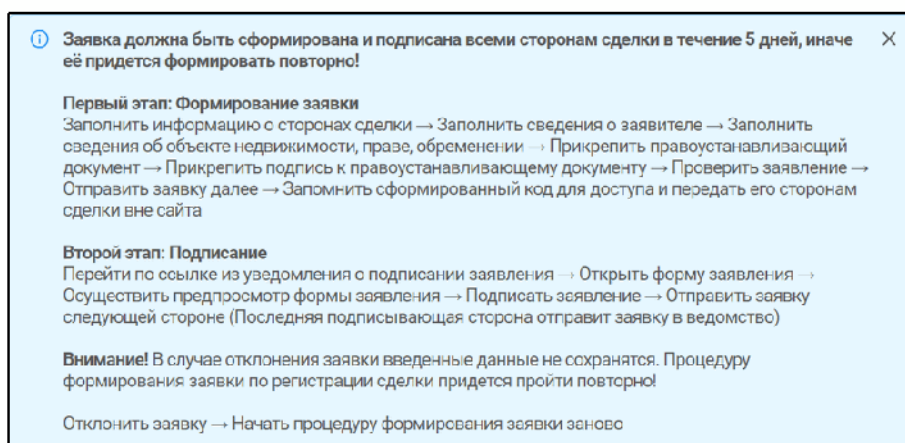 Заявка должна быть сформирована и подписана всеми сторонам сделки в течение 5 дней, иначе
её придется формировать повторно!
Первый этап: Формирование заявки
Заполнить информацию о сторонах сделки → Заполнить сведения о заявителе → Заполнить
сведения об объекте недвижимости, праве, обременении → Прикрепить правоустанавливающий
документ → Прикрепить подпись к правоустанавливающему документу → Проверить заявление →
Отправить заявку далее → Запомнить сформированный код для доступа и передать его сторонам
сделки вне сайта
Второй этап: Подписание
Перейти по ссылке из уведомления о подписании заявления → Открыть форму заявления →
Осуществить предпросмотр формы заявления → Подписать заявление → Отправить заявку
следующей стороне (Последняя подписывающая сторона отправит заявку в ведомство)
Внимание! В случае отклонения заявки введенные данные не сохранятся. Процедуру
формирования заявки по регистрации сделки придется пройти повторно!
Отклонить заявку → Начать процедуру формирования заявки заново